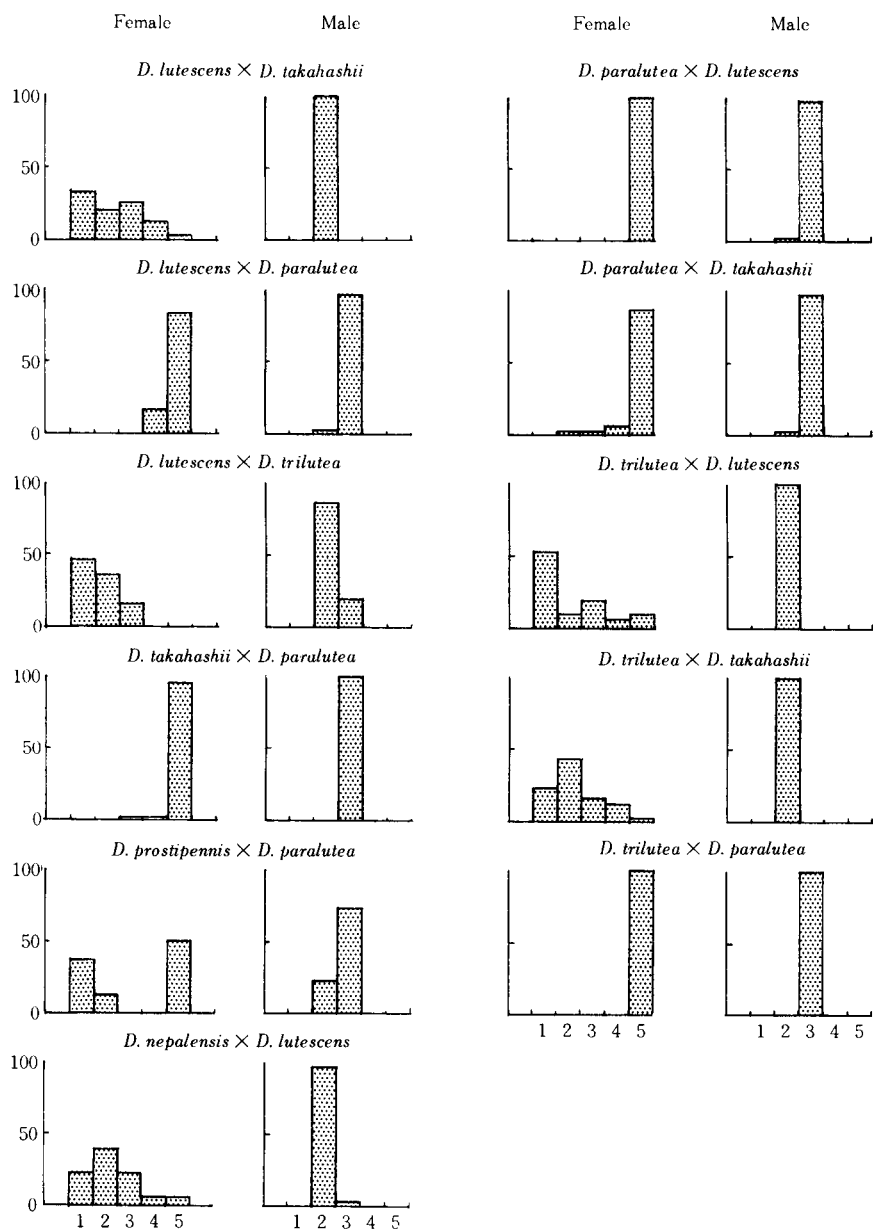 Female Male Female Male
D. lutescens × D. takahashii D. paralutea × D. lutescens
100
50
0
D. lutescens × D. paralutea D. paralutea × D. takahashii
100
50
0
D. lutescens × D. trilutea D. trilutea × D. lutescens
100
50
0
D. takahashii × D. paralutea D. trilutea × D. takahashii
100
50
0
D. prostipennis × D. paralutea D. trilutea × D. paralutea
100
50
0
1 2 3 4 5 1 2 3 4 5
D. nepalensis × D. lutescens
100
50
0
1 2 3 4 5 1 2 3 4 5